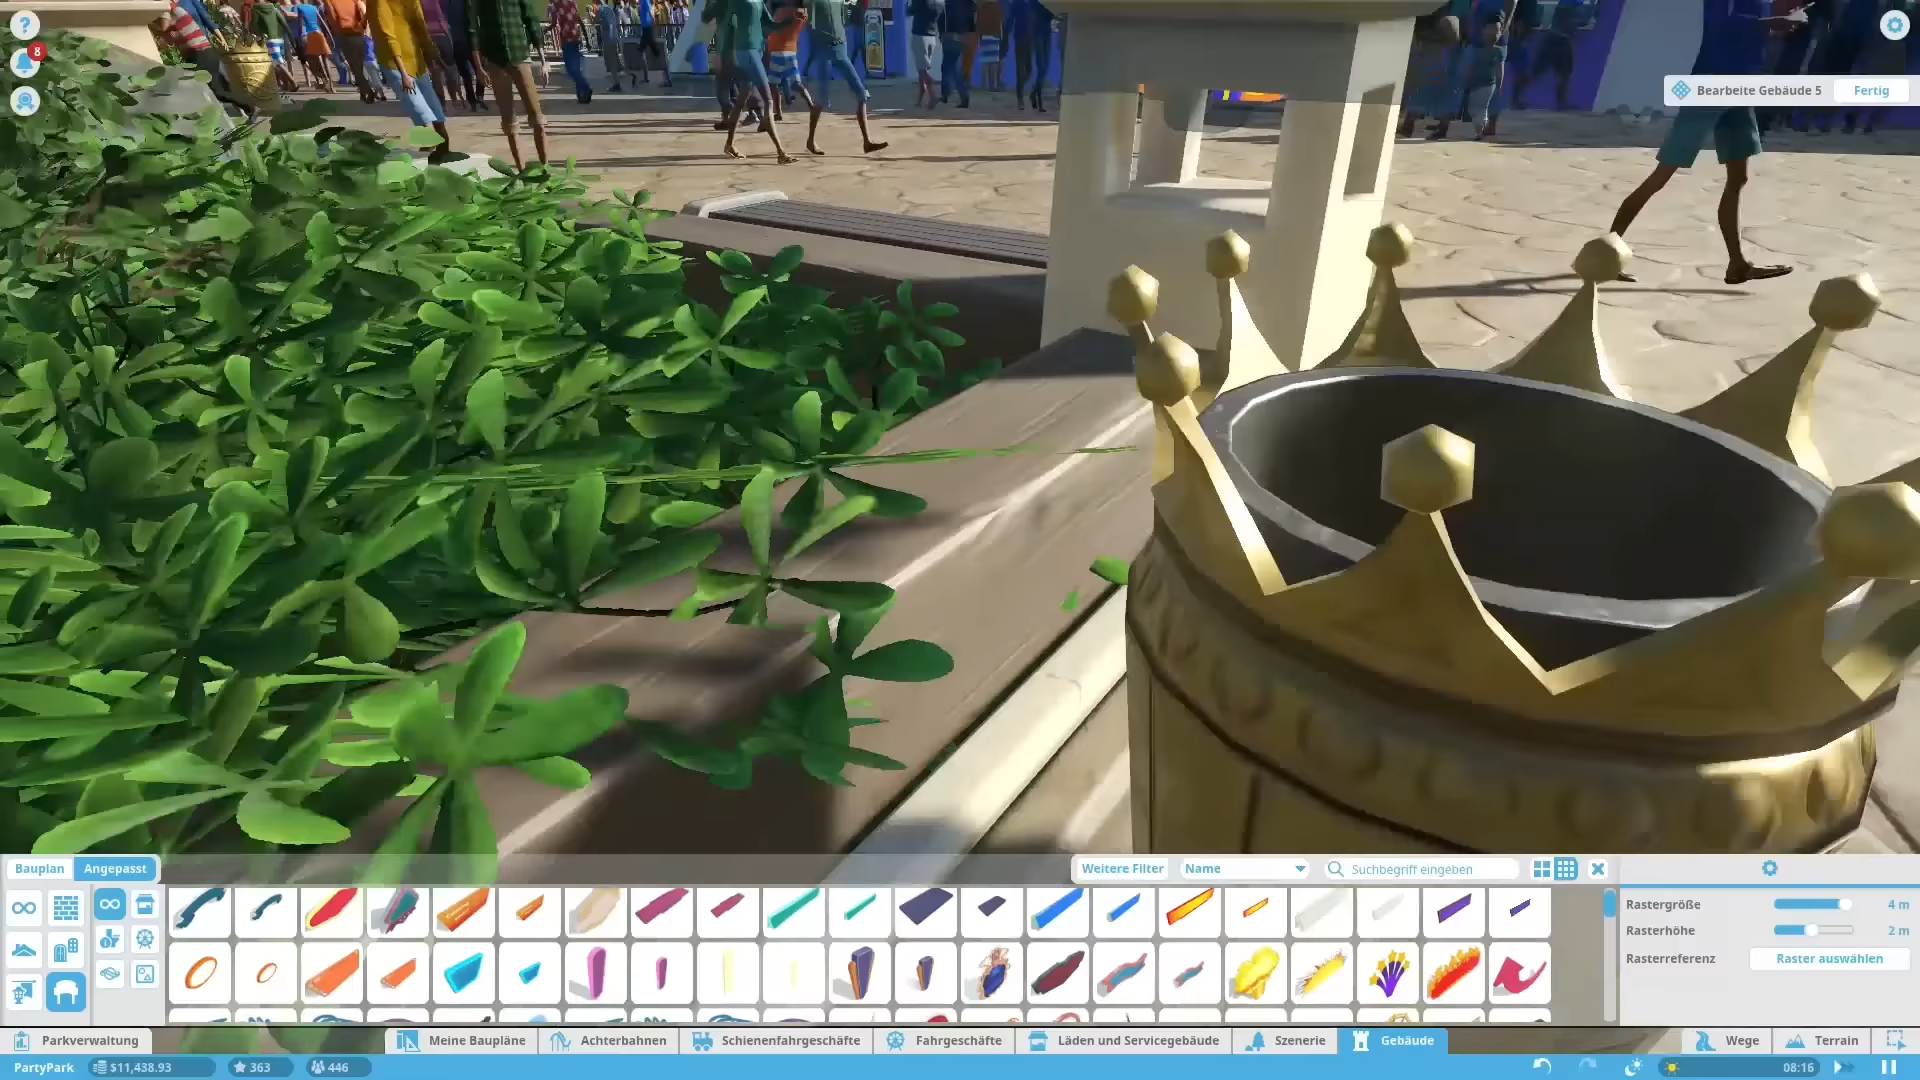 8
Bearbeite Gebäude 5
Fertig
Bauplan
Angepasst
Weitere Filter
Name
Suchbegriff eingeben
Rastergröße
4 m
Rasterhöhe
2 m
Rasterreferenz
Raster auswählen
Parkverwaltung
Meine Baupläne
Achterbahnen
Schienenfahrgeschäfte
Fahrgeschäfte
Läden und Servicegebäude
Szenerie
Gebäude
Wege
Terrain
PartyPark
$11,438.93
363
446
08:16